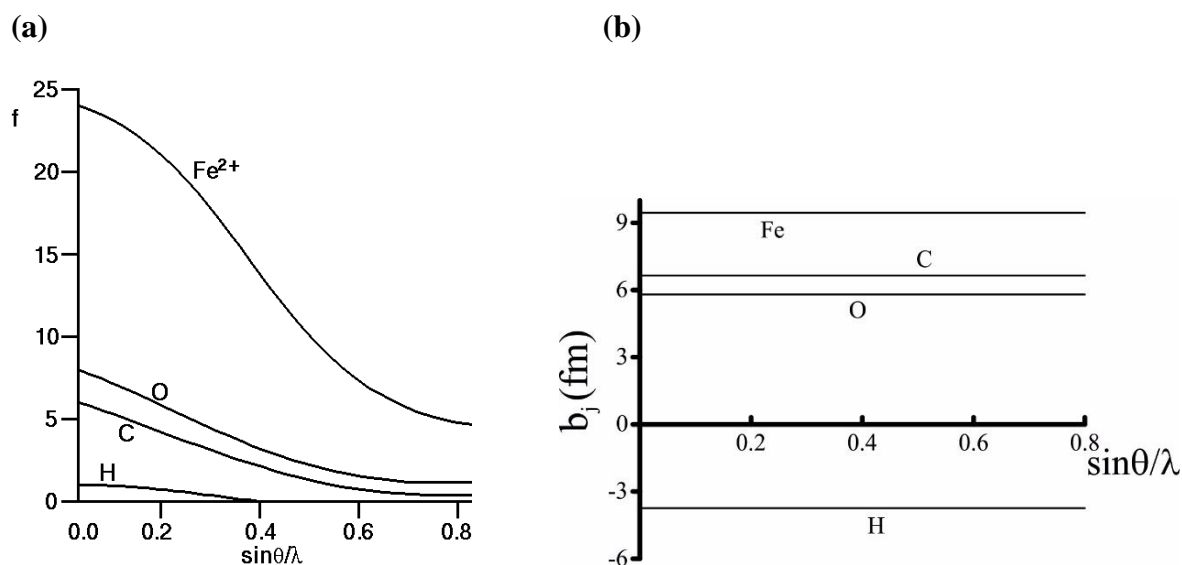 (a)
(b)
25
f
20
Fe²⁺
15
10
5
O
C
H
0
0.0 0.2 0.4 0.6 0.8
sinθ/λ
9
Fe
C
6
O
3
b_j (fm)
0
0.2 0.4 0.6 0.8
sinθ/λ
-3
H
-6